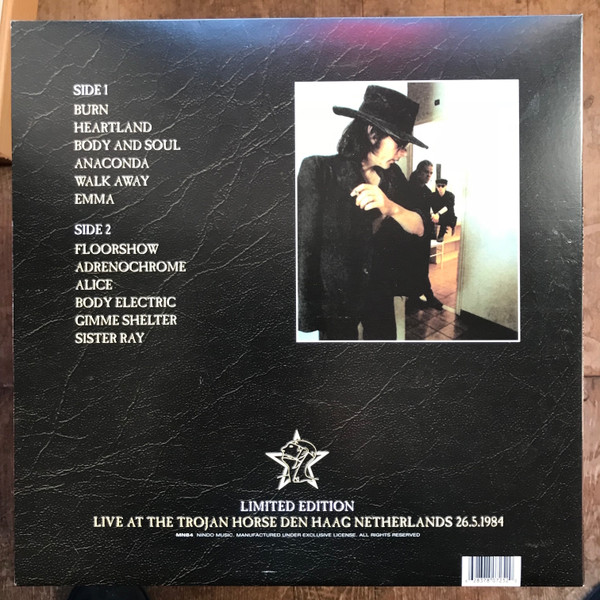 SIDE 1
BURN
HEARTLAND
BODY AND SOUL
ANACONDA
WALK AWAY
EMMA
SIDE 2
FLOORSHOW
ADRENOCHROME
ALICE
BODY ELECTRIC
GIMME SHELTER
SISTER RAY
LIMITED EDITION
LIVE AT THE TROJAN HORSE DEN HAAG NETHERLANDS 26.5.1984
MN64 NINDO MUSIC. MANUFACTURED UNDER EXCLUSIVE LICENSE. ALL RIGHTS RESERVED